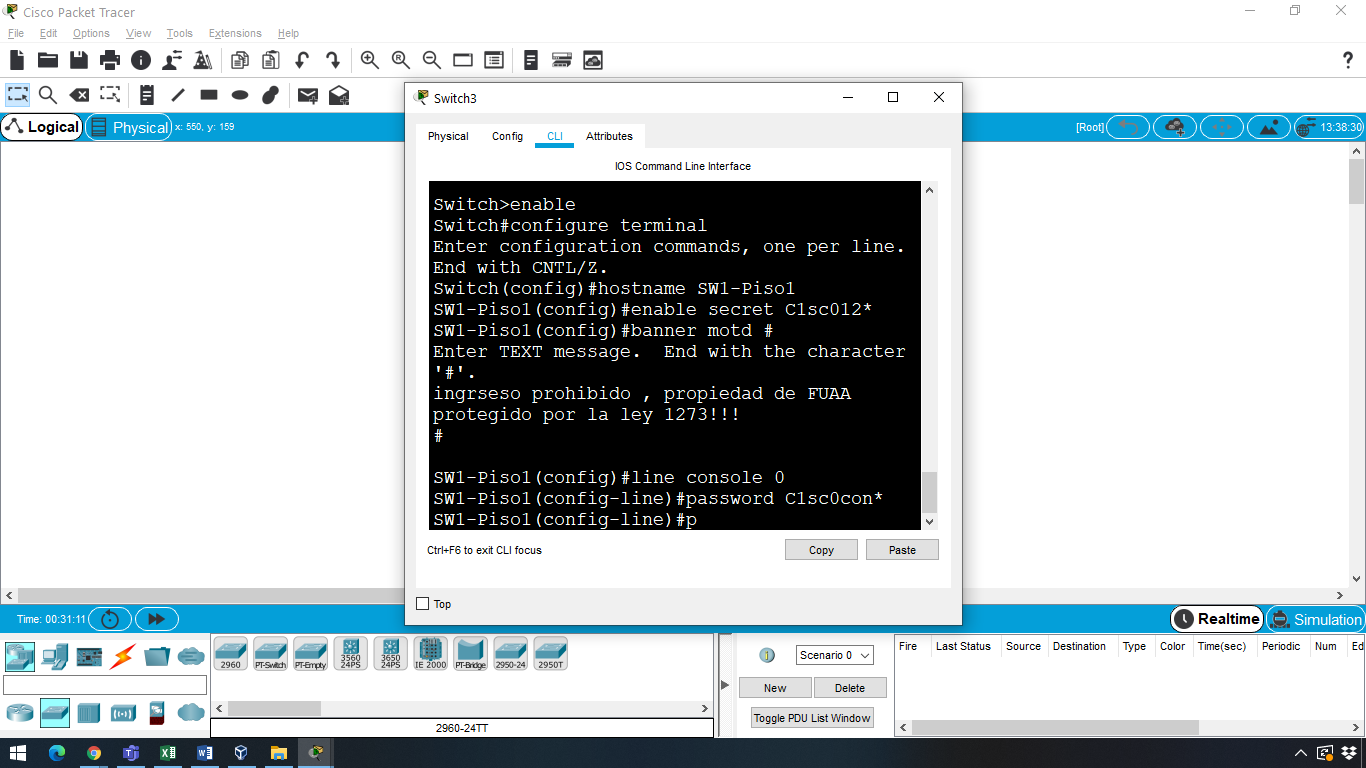 Cisco Packet Tracer
File Edit Options View Tools Extensions Help
?
Logical Physical x: 550, y: 159
[Root] 13:38:30
Switch3
Physical Config CLI Attributes
IOS Command Line Interface
Switch>enable
Switch#configure terminal
Enter configuration commands, one per line.
End with CNTL/Z.
Switch(config)#hostname SW1-Piso1
SW1-Piso1(config)#enable secret C1sc012*
SW1-Piso1(config)#banner motd #
Enter TEXT message.  End with the character
'#'.
ingrseso prohibido , propiedad de FUAA
protegido por la ley 1273!!!
#
SW1-Piso1(config)#line console 0
SW1-Piso1(config-line)#password C1sc0con*
SW1-Piso1(config-line)#p
Ctrl+F6 to exit CLI focus
Copy Paste
Top
Time: 00:31:11
Realtime Simulation
2960 PT-Switch PT-Empty 3560 24PS 3650 24PS IE 2000 PT-Bridge 2950-24 2950T
2960-24TT
Scenario 0
New Delete
Toggle PDU List Window
Fire Last Status Source Destination Type Color Time(sec) Periodic Num Ed